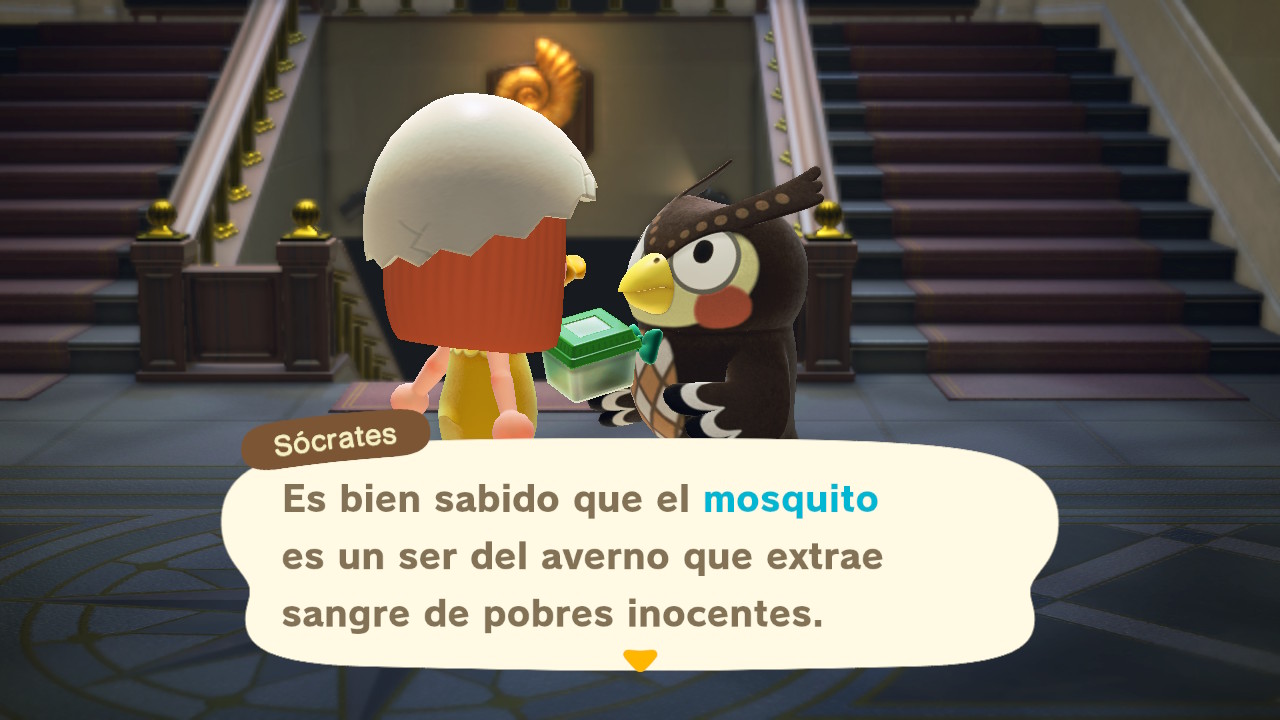 Sócrates
Es bien sabido que el mosquito
es un ser del averno que extrae
sangre de pobres inocentes.